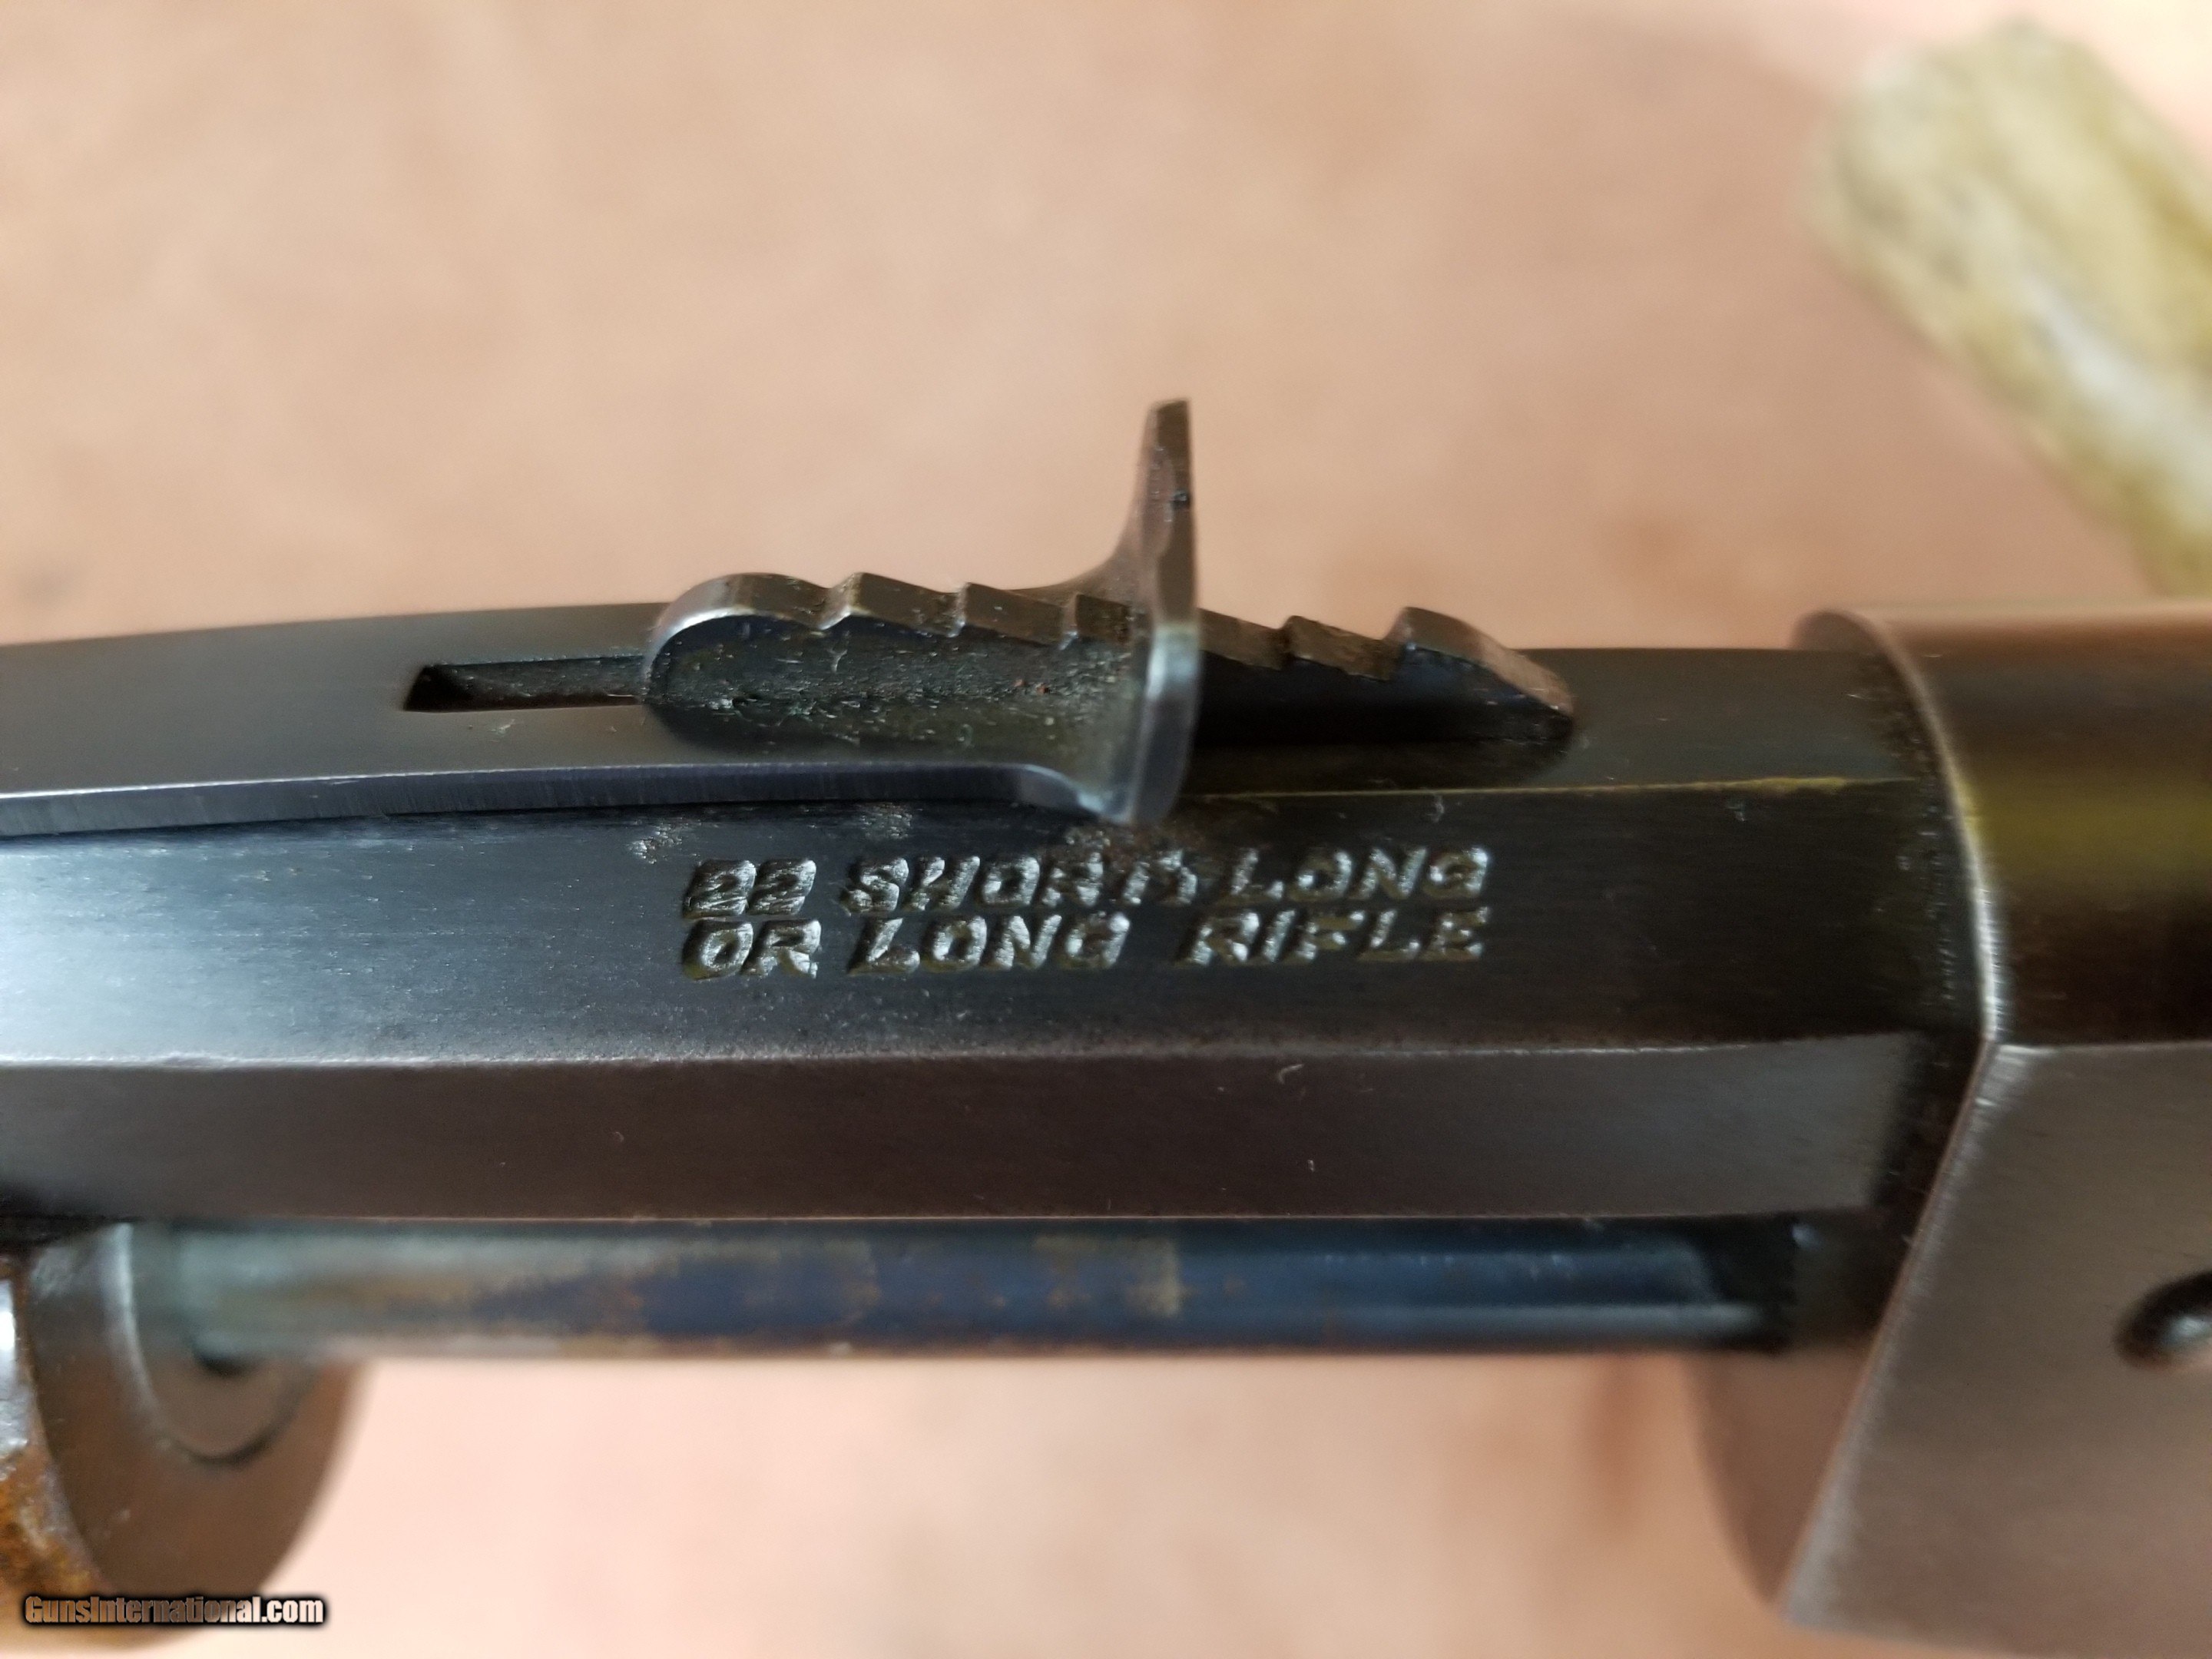 22 SHORT, LONG
OR LONG RIFLE
GunsInternational.com